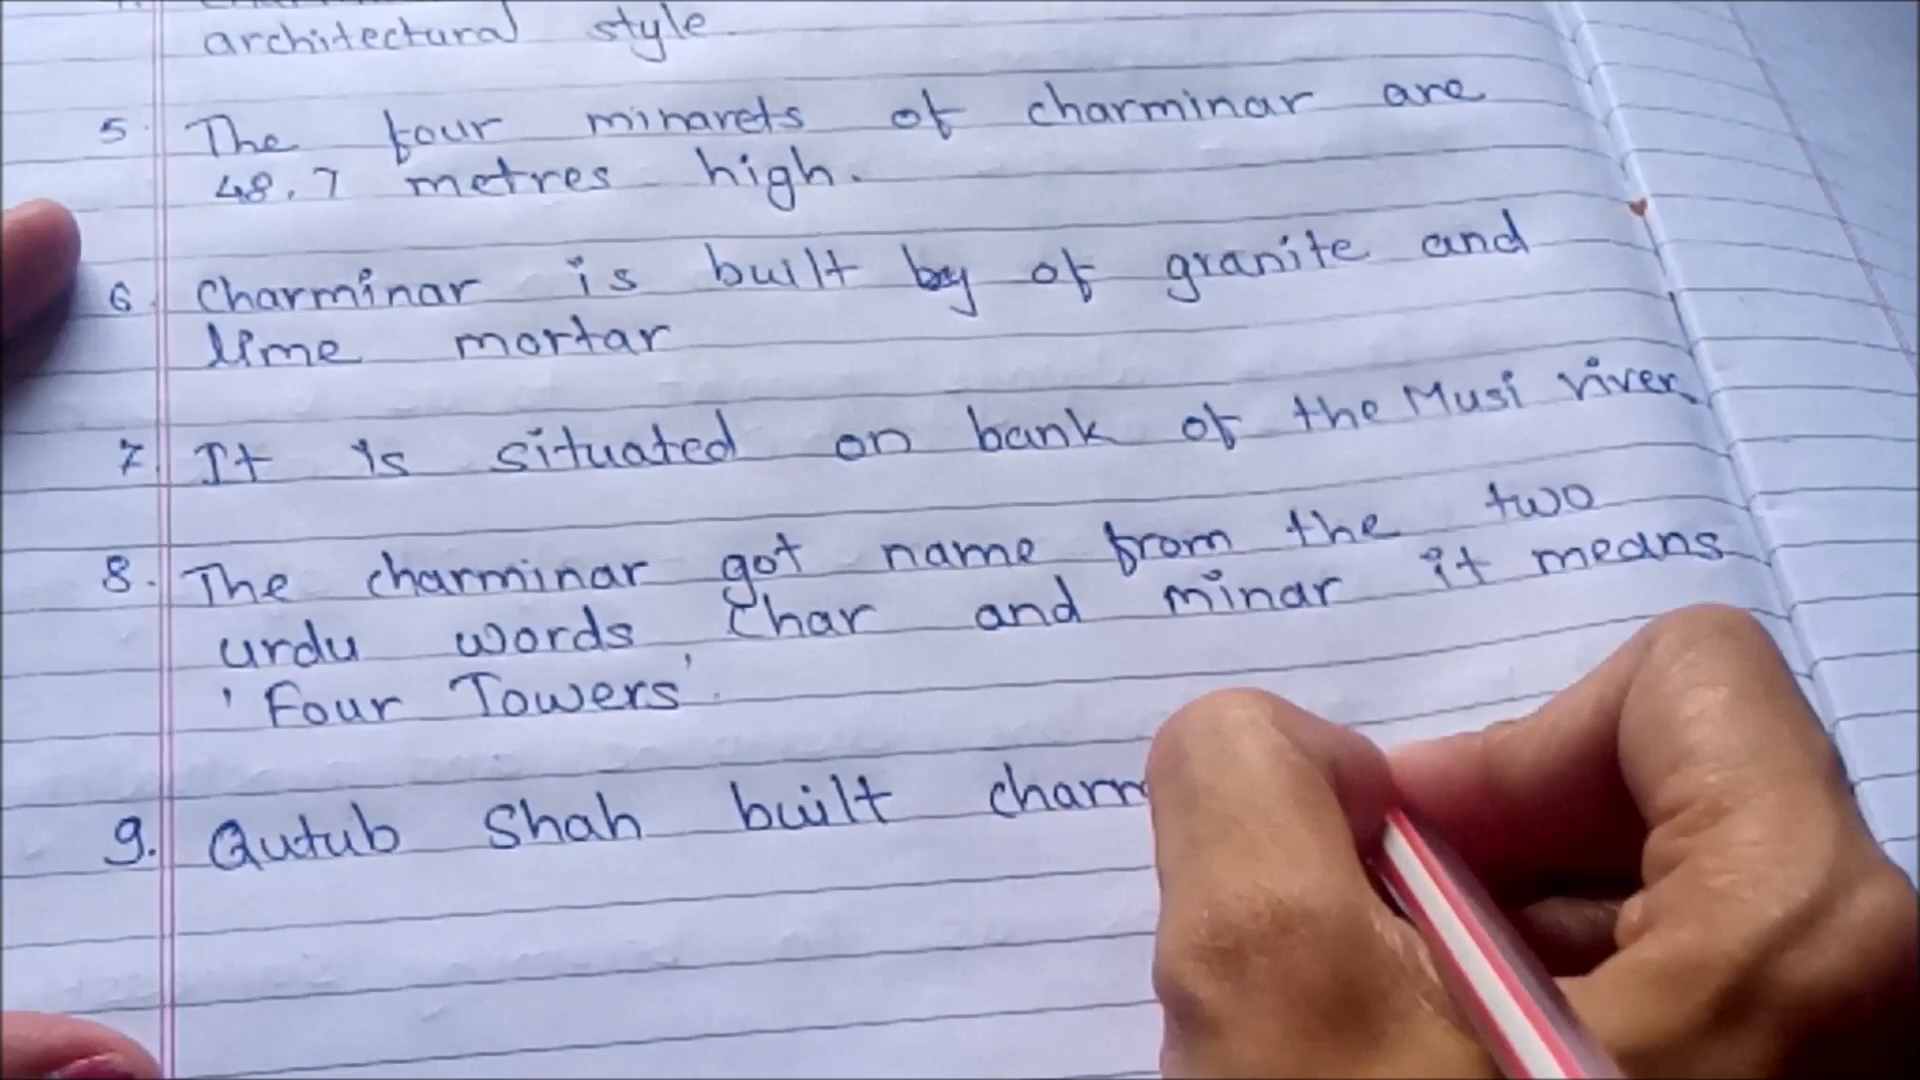 architectural style
5. The four minarets of charminar are
48.7 metres high.
6. Charminar is built by of granite and
lime mortar
7. It is situated on bank of the Musi river
8. The charminar got name from the two
urdu words Char and minar it means
'Four Towers'.
9. Qutub Shah built charm